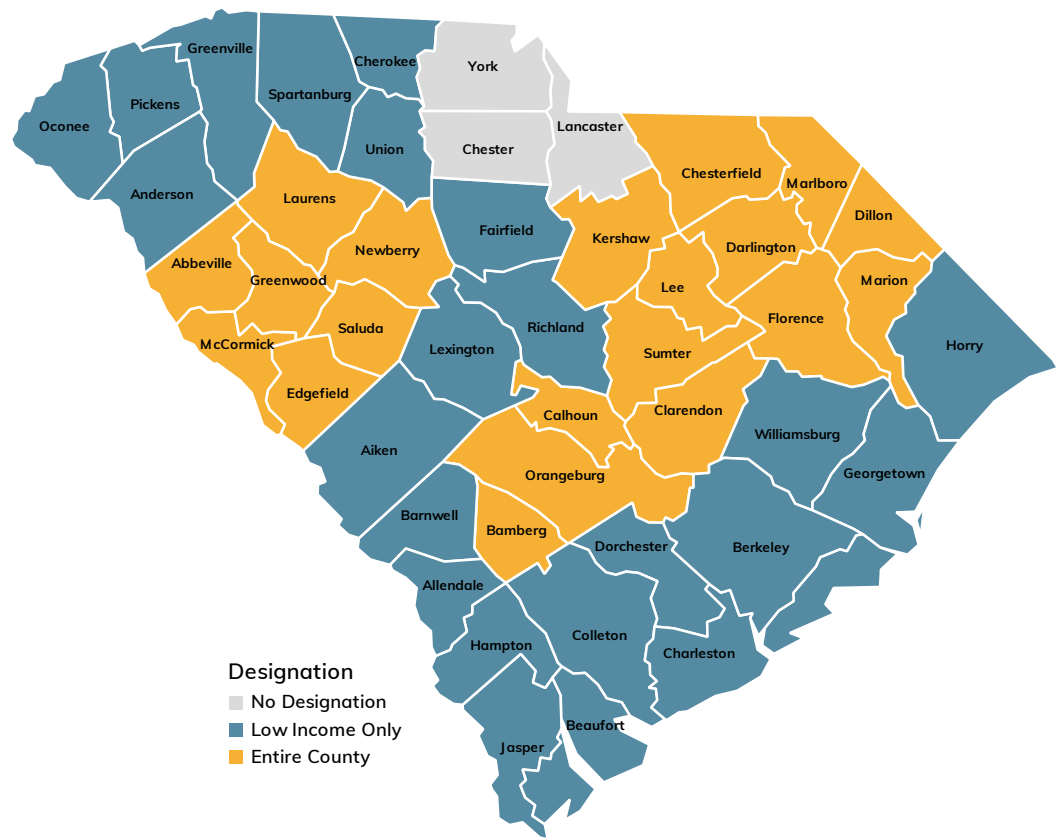 Greenville
Cherokee
York
Spartanburg
Pickens
Oconee
Lancaster
Union
Chester
Chesterfield
Marlboro
Anderson
Laurens
Dillon
Fairfield
Kershaw
Darlington
Newberry
Abbeville
Greenwood
Lee
Marion
Florence
Saluda
Richland
McCormick
Lexington
Sumter
Horry
Edgefield
Calhoun
Clarendon
Williamsburg
Aiken
Orangeburg
Georgetown
Barnwell
Bamberg
Dorchester
Berkeley
Allendale
Colleton
Hampton
Charleston
Designation
No Designation
Low Income Only
Entire County
Beaufort
Jasper